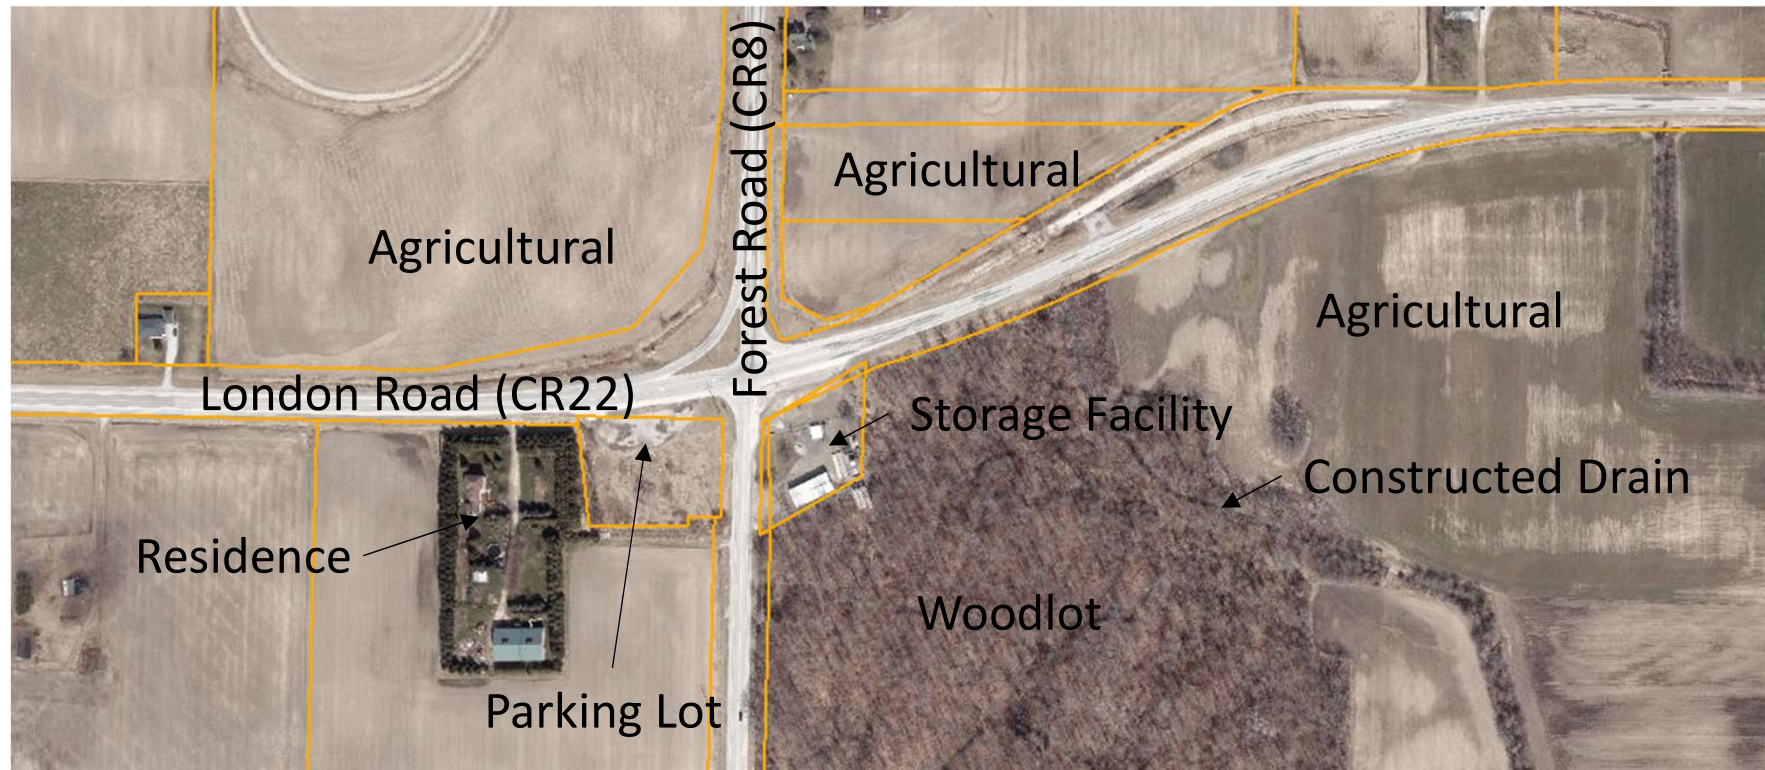 Forest Road (CR8)
Agricultural
Agricultural
Agricultural
London Road (CR22)
Storage Facility
Constructed Drain
Residence
Woodlot
Parking Lot